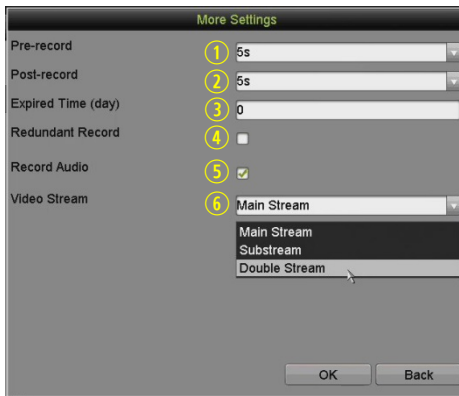 More Settings
Pre-record ① 5s
Post-record ② 5s
Expired Time (day) ③ 0
Redundant Record ④
Record Audio ⑤
Video Stream ⑥ Main Stream
Main Stream
Substream
Double Stream
OK Back